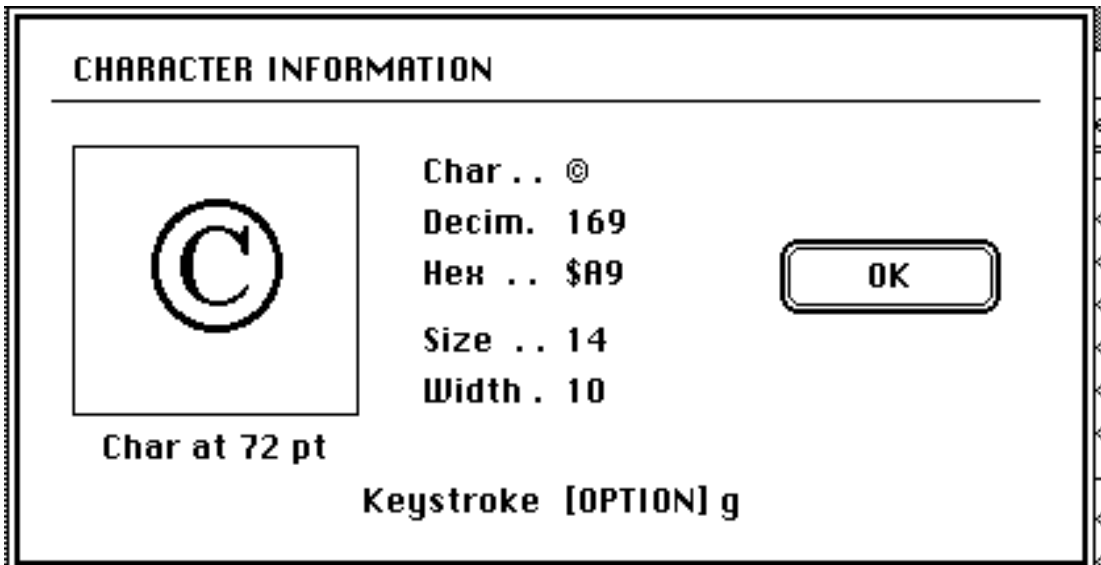 CHARACTER INFORMATION
©
Char . . ©
Decim. 169
Hex . . $A9
OK
Size . . 14
Width . 10
Char at 72 pt
Keystroke [OPTION] g